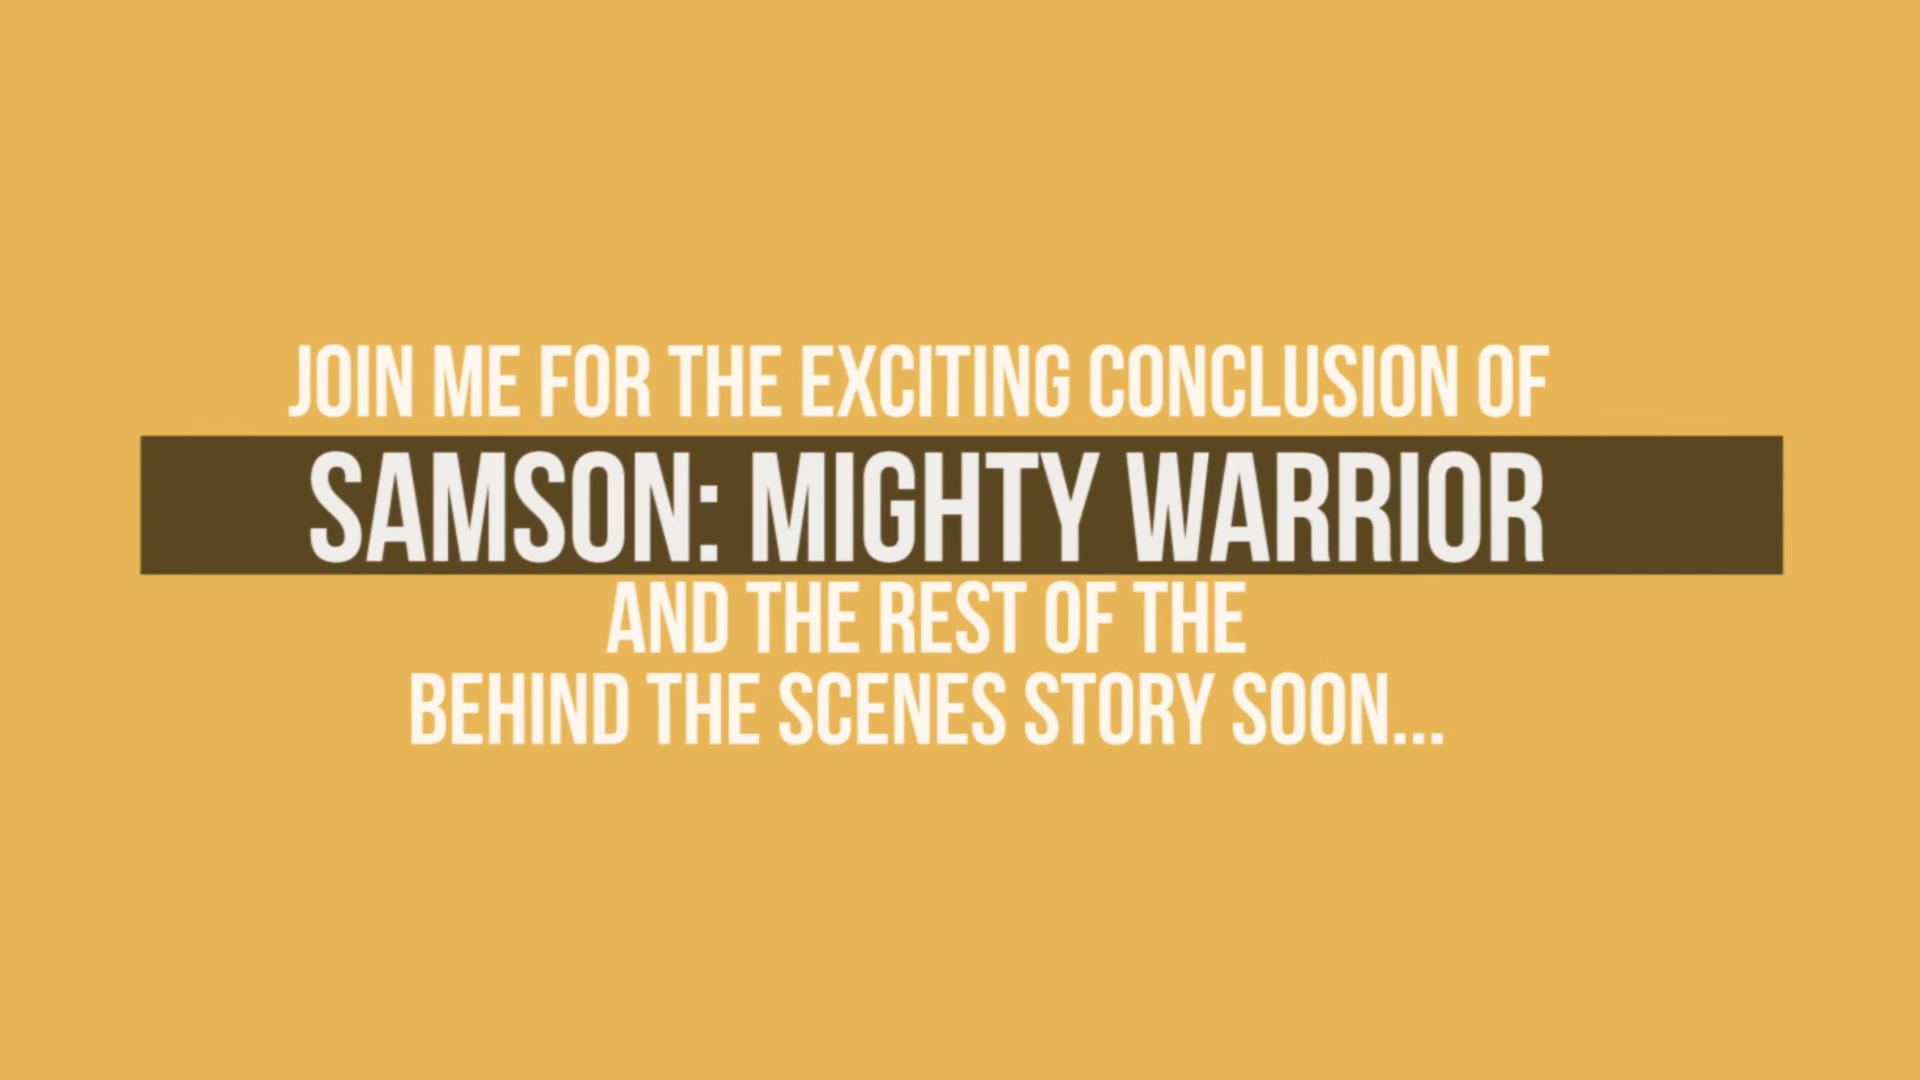 JOIN ME FOR THE EXCITING CONCLUSION OF
SAMSON: MIGHTY WARRIOR
AND THE REST OF THE
BEHIND THE SCENES STORY SOON...